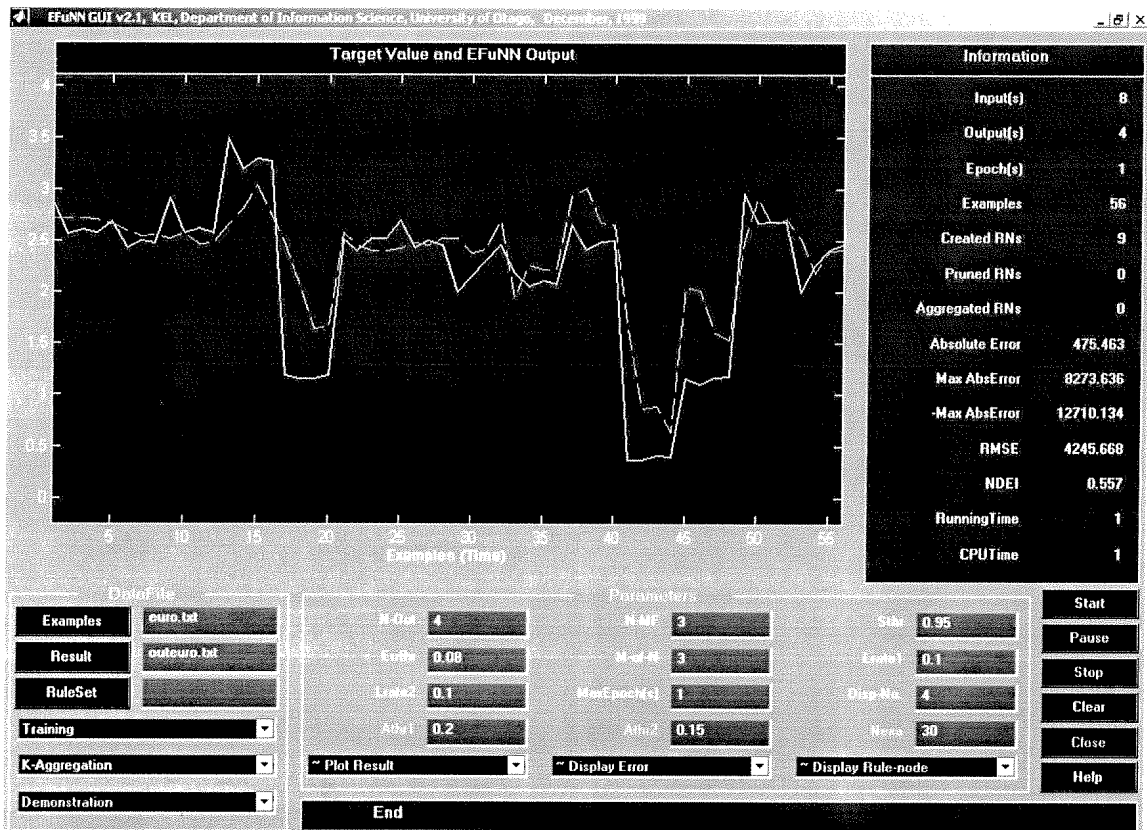 EFuNN GUI v2.1, KEL, Department of Information Science, University of Otago, December, 1999
Target Value and EFuNN Output
4
3.5
3
2.5
2
1.5
1
0.5
0
5 10 15 20 25 30 35 40 45 50 55
Examples (Time)
Information
Input(s) 8
Output(s) 4
Epoch(s) 1
Examples 56
Created RNs 9
Pruned RNs 0
Aggregated RNs 0
Absolute Error 475.463
Max AbsError 8273.636
-Max AbsError 12710.134
RMSE 4245.668
NDEI 0.557
RunningTime 1
CPUTime 1
DataFile
Examples euro.txt
Result outeuro.txt
RuleSet
Training
K-Aggregation
Demonstration
Parameters
N-Out 4 N-MF 3 Sthr 0.95
Errthr 0.08 M-of-N 3 Lrate1 0.1
Lrate2 0.1 MaxEpoch(s) 1 Disp-No. 4
Athr1 0.2 Athr2 0.15 30
~ Plot Result ~ Display Error ~ Display Rule-node
Start
Pause
Stop
Clear
Close
Help
End